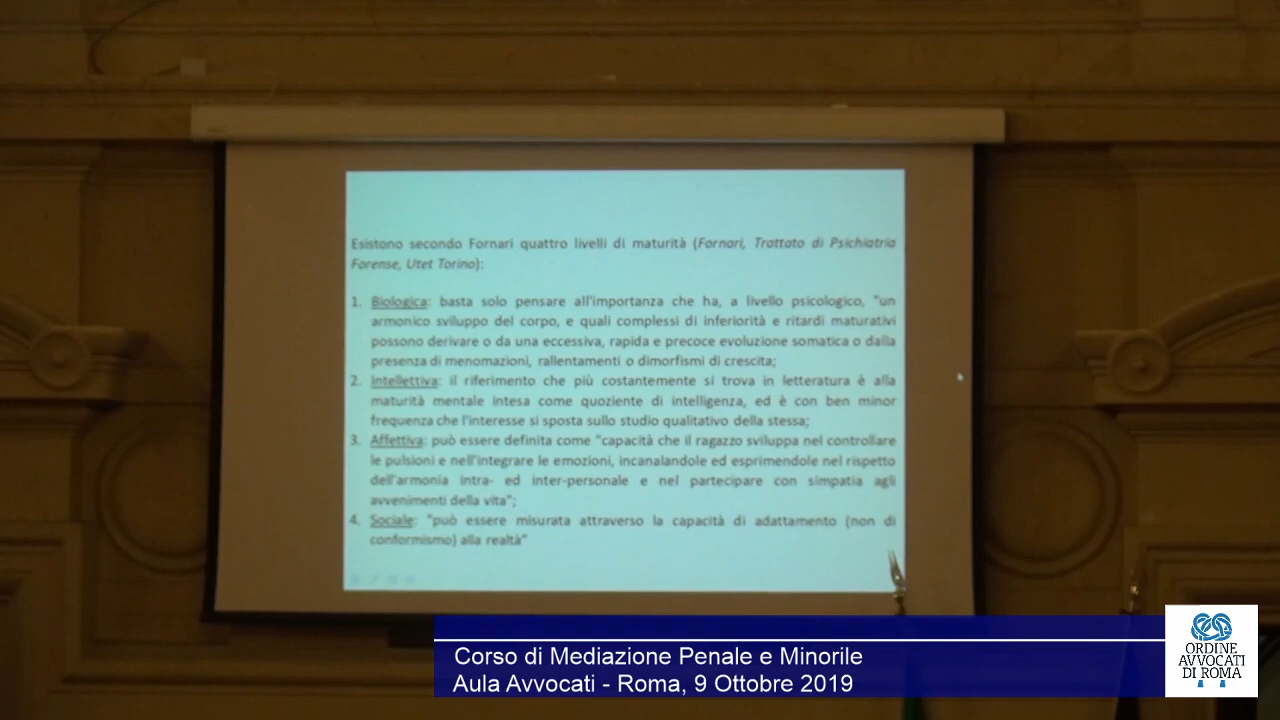 Esistono secondo Fornari quattro livelli di maturità (Fornari, Trattato di Psichiatria
Forense, Utet Torino):
1. Biologica: basta solo pensare all'importanza che ha, a livello psicologico, "un
armonico sviluppo del corpo, e quali complessi di inferiorità e ritardi maturativi
possono derivare o da una eccessiva, rapida e precoce evoluzione somatica o dalla
presenza di menomazioni, rallentamenti o dimorfismi di crescita;
2. Intellettiva: il riferimento che più costantemente si trova in letteratura è alla
maturità mentale intesa come quoziente di intelligenza, ed è con ben minor
frequenza che l'interesse si sposta sullo studio qualitativo della stessa;
3. Affettiva: può essere definita come "capacità che il ragazzo sviluppa nel controllare
le pulsioni e nell'integrare le emozioni, incanalandole ed esprimendole nel rispetto
dell'armonia intra- ed inter-personale e nel partecipare con simpatia agli
avvenimenti della vita";
4. Sociale: "può essere misurata attraverso la capacità di adattamento (non di
conformismo) alla realtà"
Corso di Mediazione Penale e Minorile
Aula Avvocati - Roma, 9 Ottobre 2019
ORDINE
AVVOCATI
DI ROMA